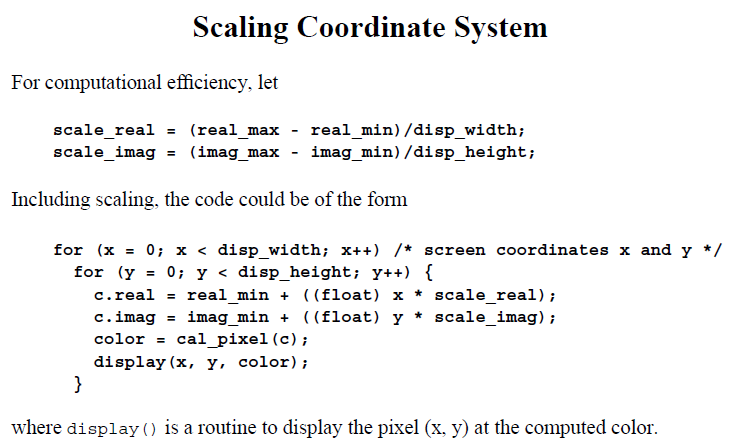 Scaling Coordinate System
For computational efficiency, let
scale_real = (real_max - real_min)/disp_width;
scale_imag = (imag_max - imag_min)/disp_height;
Including scaling, the code could be of the form
for (x = 0; x < disp_width; x++) /* screen coordinates x and y */
for (y = 0; y < disp_height; y++) {
c.real = real_min + ((float) x * scale_real);
c.imag = imag_min + ((float) y * scale_imag);
color = cal_pixel(c);
display(x, y, color);
}
where display() is a routine to display the pixel (x, y) at the computed color.